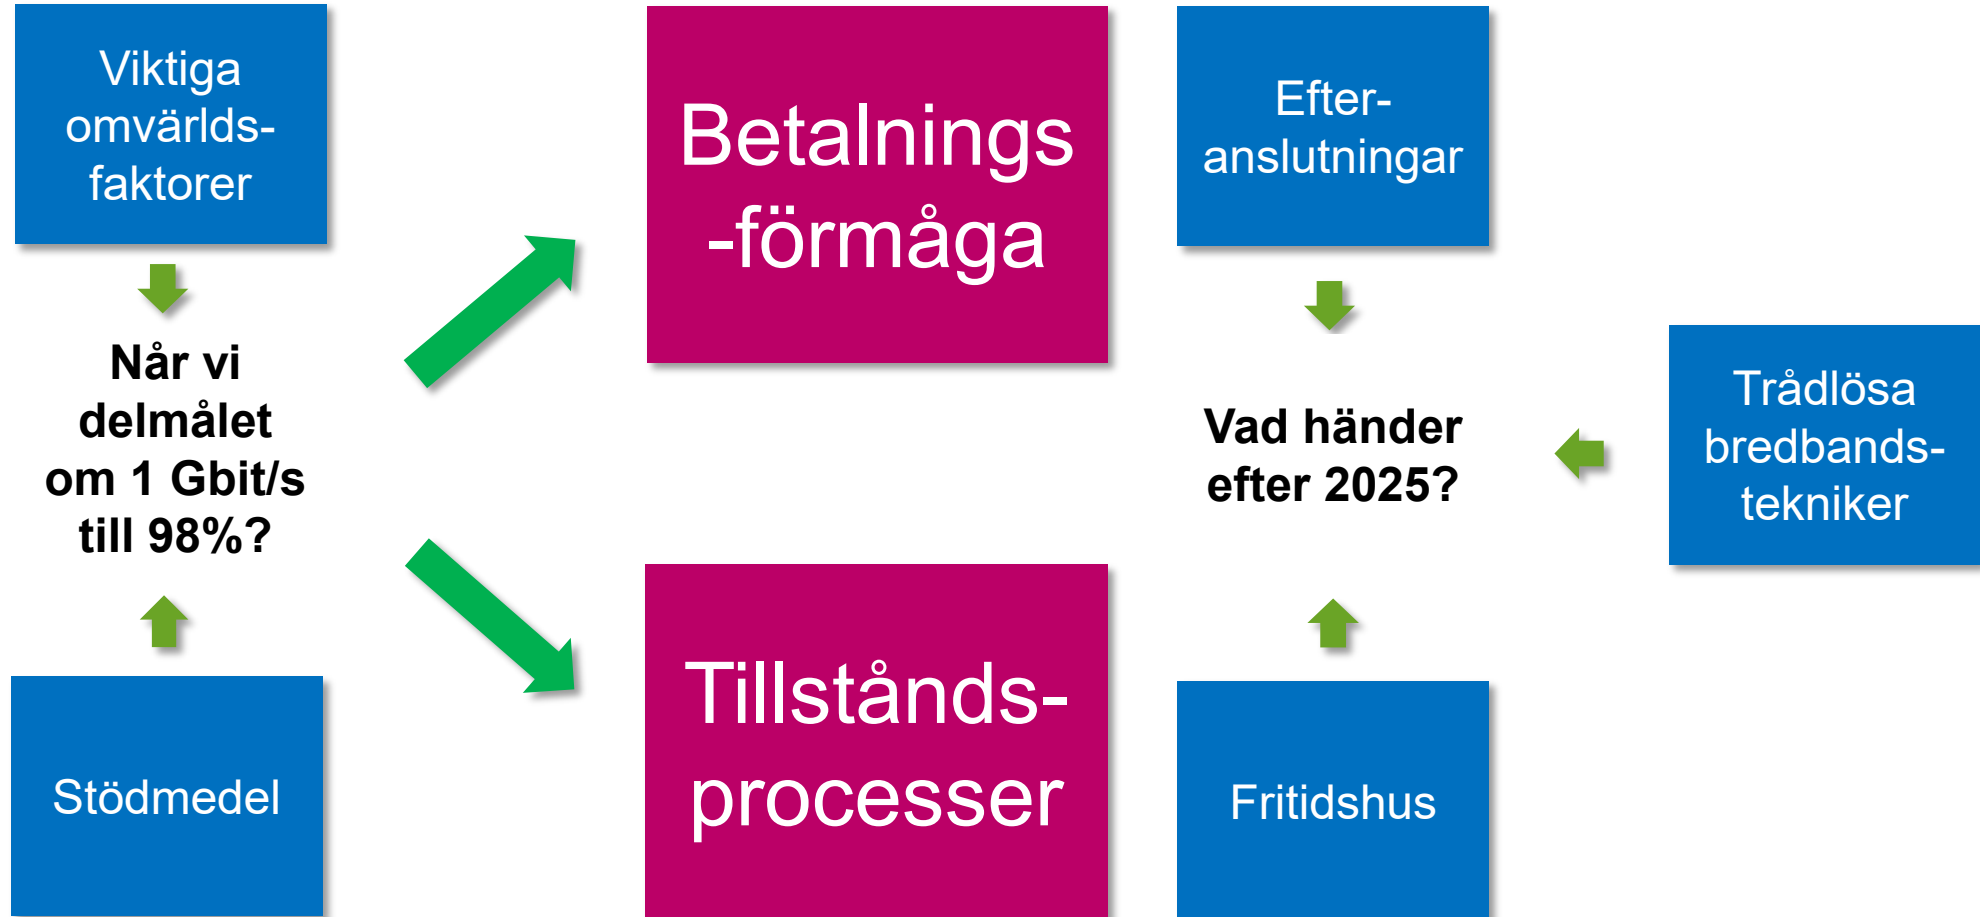 Viktiga
omvärlds-
faktorer
Når vi
delmålet
om 1 Gbit/s
till 98%?
Stödmedel
Betalnings
-förmåga
Tillstånds-
processer
Efter-
anslutningar
Vad händer
efter 2025?
Fritidshus
Trådlösa
bredbands-
tekniker